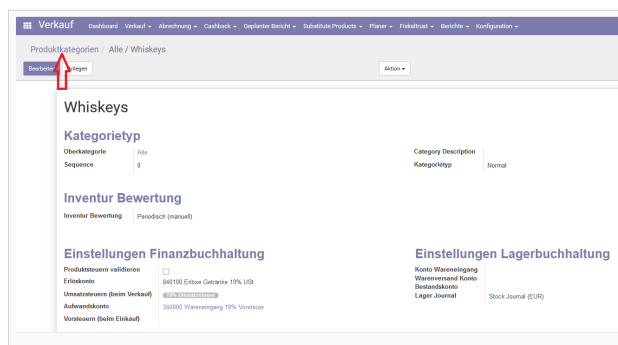 Verkauf Dashboard Verkauf Abrechnung Cashback Geplanter Bericht Substitute Products Planer Fiskaltrust Berichte Konfiguration
Produktkategorien / Alle / Whiskeys
Bearbeiten Anlegen Aktion
Whiskeys
Kategorietyp
Oberkategorie Alle Category Description
Sequence 0 Kategorietyp Normal
Inventur Bewertung
Inventur Bewertung Periodisch (manuell)
Einstellungen Finanzbuchhaltung Einstellungen Lagerbuchhaltung
Produktsteuern validieren Konto Wareneingang
Erlöskonto 840100 Erlöse Getränke 19% USt Warenversand Konto
Bestandskonto
Umsatzsteuern (beim Verkauf) 19% Umsatzsteuer Lager Journal Stock Journal (EUR)
Aufwandskonto 340000 Wareneingang 19% Vorsteuer
Vorsteuern (beim Einkauf)